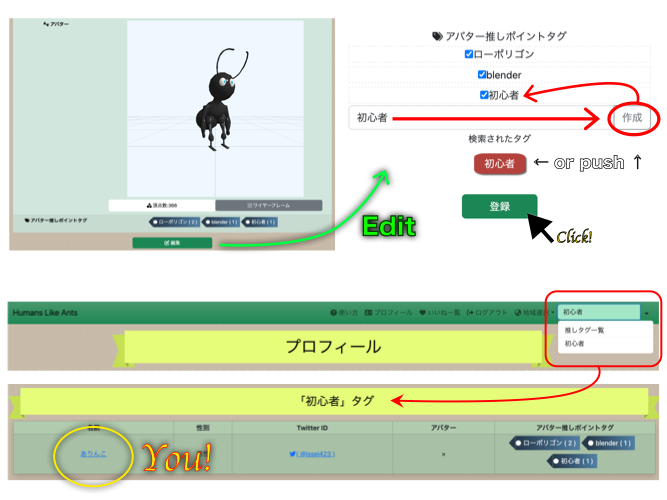 アバター
頂点数:366
ワイヤーフレーム
アバター推しポイントタグ
ローポリゴン ( 2 )
blender ( 1 )
初心者 ( 1 )
編集
Edit
アバター推しポイントタグ
ローポリゴン
blender
初心者
初心者
作成
検索されたタグ
初心者
← or push ↑
登録
Click!
Humans Like Ants
使い方
プロフィール
いいね一覧
ログアウト
地域選択
初心者
推しタグ一覧
初心者
プロフィール
「初心者」タグ
名前
性別
Twitter ID
アバター
アバター推しポイントタグ
ありんこ
You!
( @issei423 )
×
ローポリゴン ( 2 )
blender ( 1 )
初心者 ( 1 )